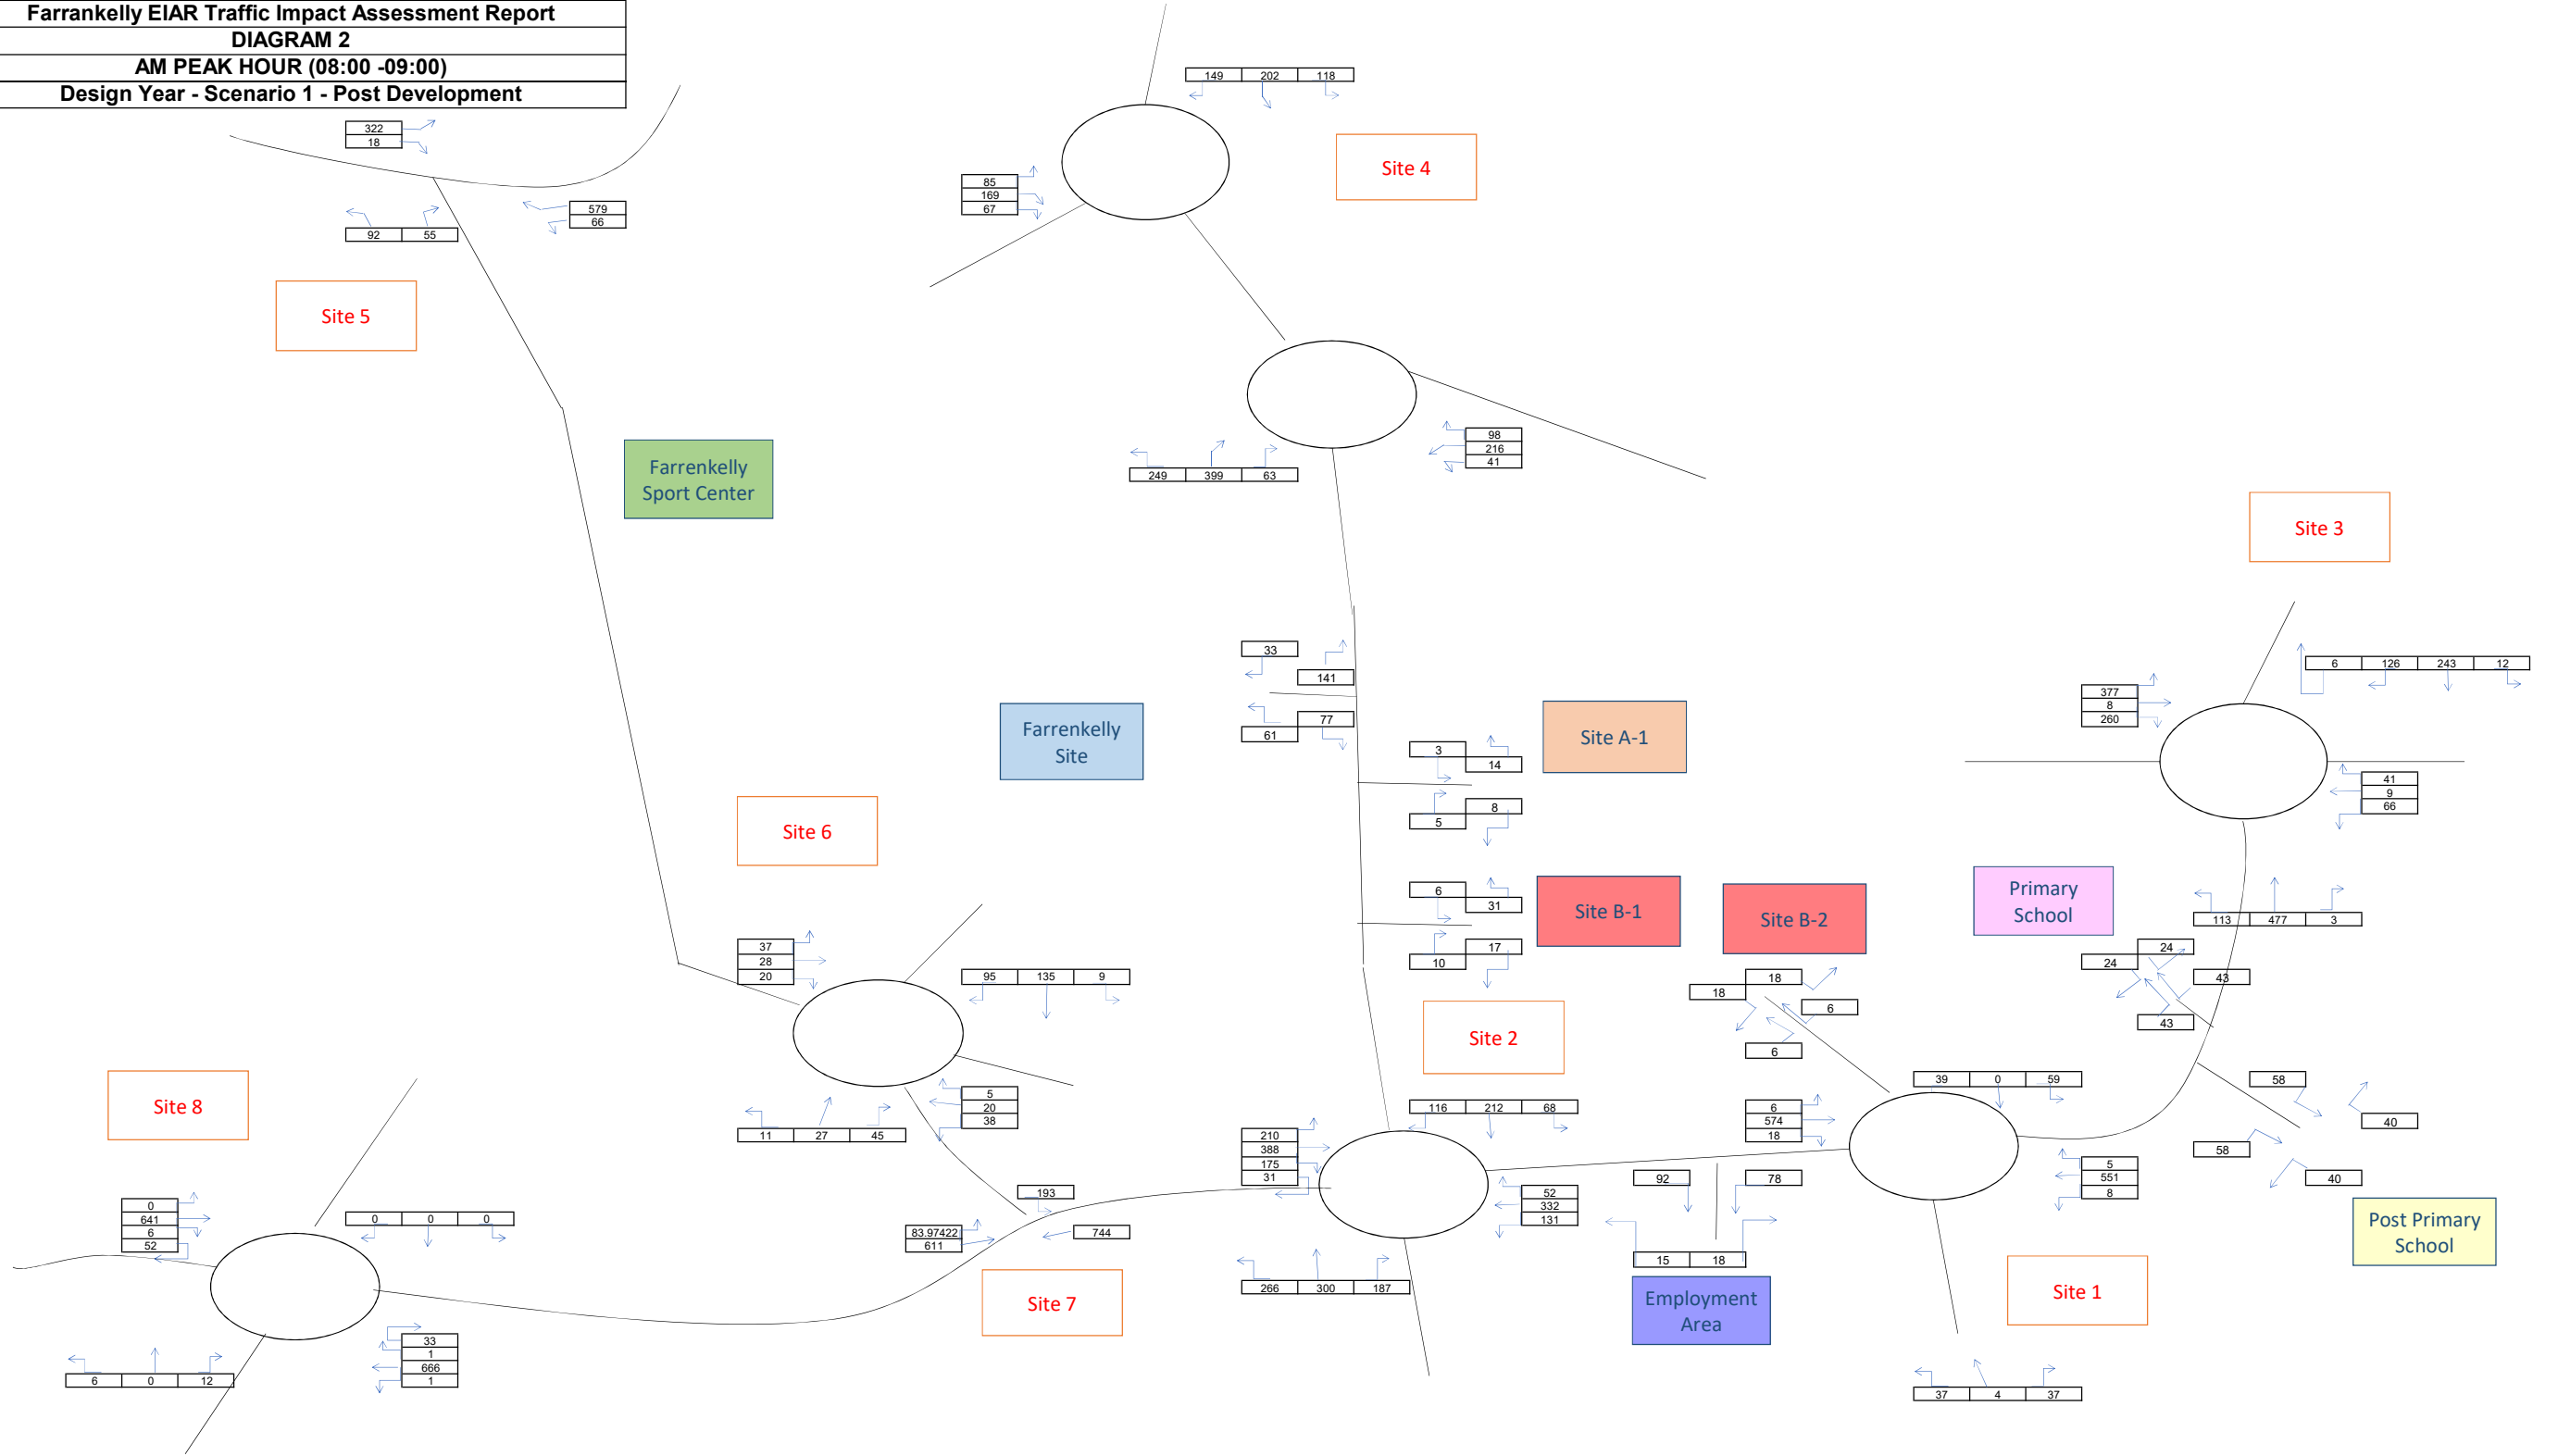 Farrankelly EIAR Traffic Impact Assessment Report
DIAGRAM 2
AM PEAK HOUR (08:00 -09:00)
Design Year - Scenario 1 - Post Development
149 202 118
322
18
Site 4
85
169
67
579
66
92 55
Site 5
98
216
41
249 399 63
Farrenkelly
Sport Center
Site 3
33
141
6 126 243 12
377
8
260
Farrenkelly
Site
77
61
Site A-1
3
14
41
9
66
8
5
Site 6
Primary
School
6
31
Site B-1
Site B-2
113 477 3
37
28
20
17
10
24
24
95 135 9
18
18
43
6
43
Site 2
6
Site 8
39 0 59
58
5
20
38
116 212 68
6
574
18
40
11 27 45
210
388
175
31
58
5
551
8
92 78
40
193
0
641
6
52
52
332
131
0 0 0
83.97422
611
744
Post Primary
School
15 18
266 300 187
Site 7
Employment
Area
Site 1
33
1
666
1
6 0 12
37 4 37